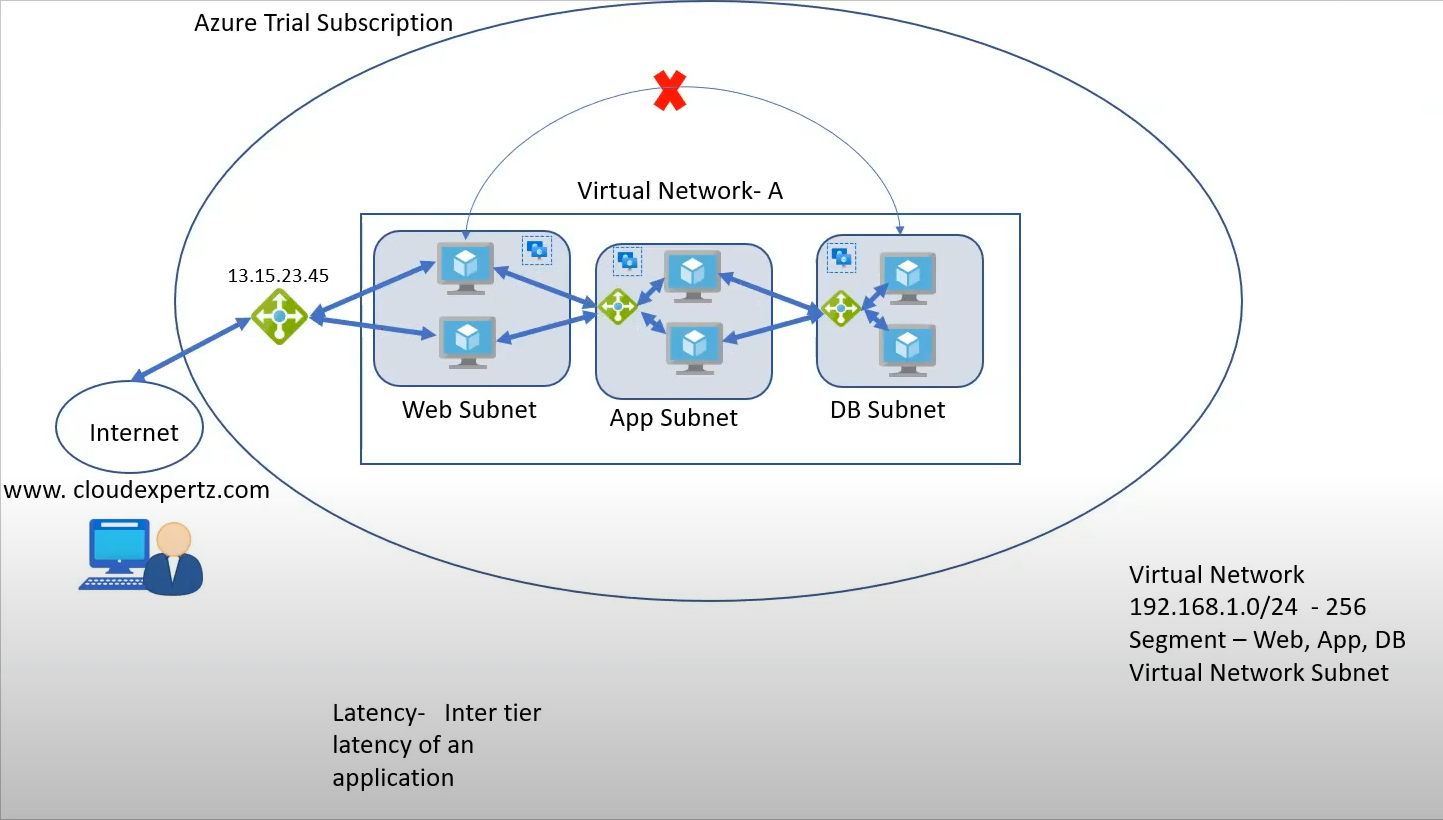 Azure Trial Subscription
Virtual Network- A
13.15.23.45
Web Subnet
App Subnet
DB Subnet
Internet
www. cloudexpertz.com
Virtual Network
192.168.1.0/24 - 256
Segment – Web, App, DB
Virtual Network Subnet
Latency- Inter tier
latency of an
application